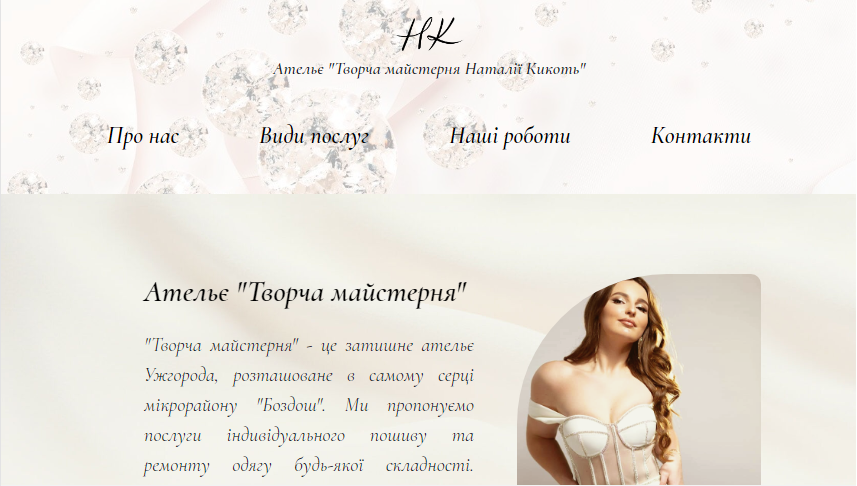 НК
Ательє "Творча майстерня Наталії Кикоть"
Про нас Види послуг Наші роботи Контакти
Ательє "Творча майстерня"
"Творча майстерня" - це затишне ательє
Ужгорода, розташоване в самому серці
мікрорайону "Боздош". Ми пропонуємо
послуги індивідуального пошиву та
ремонту одягу будь-якої складності.